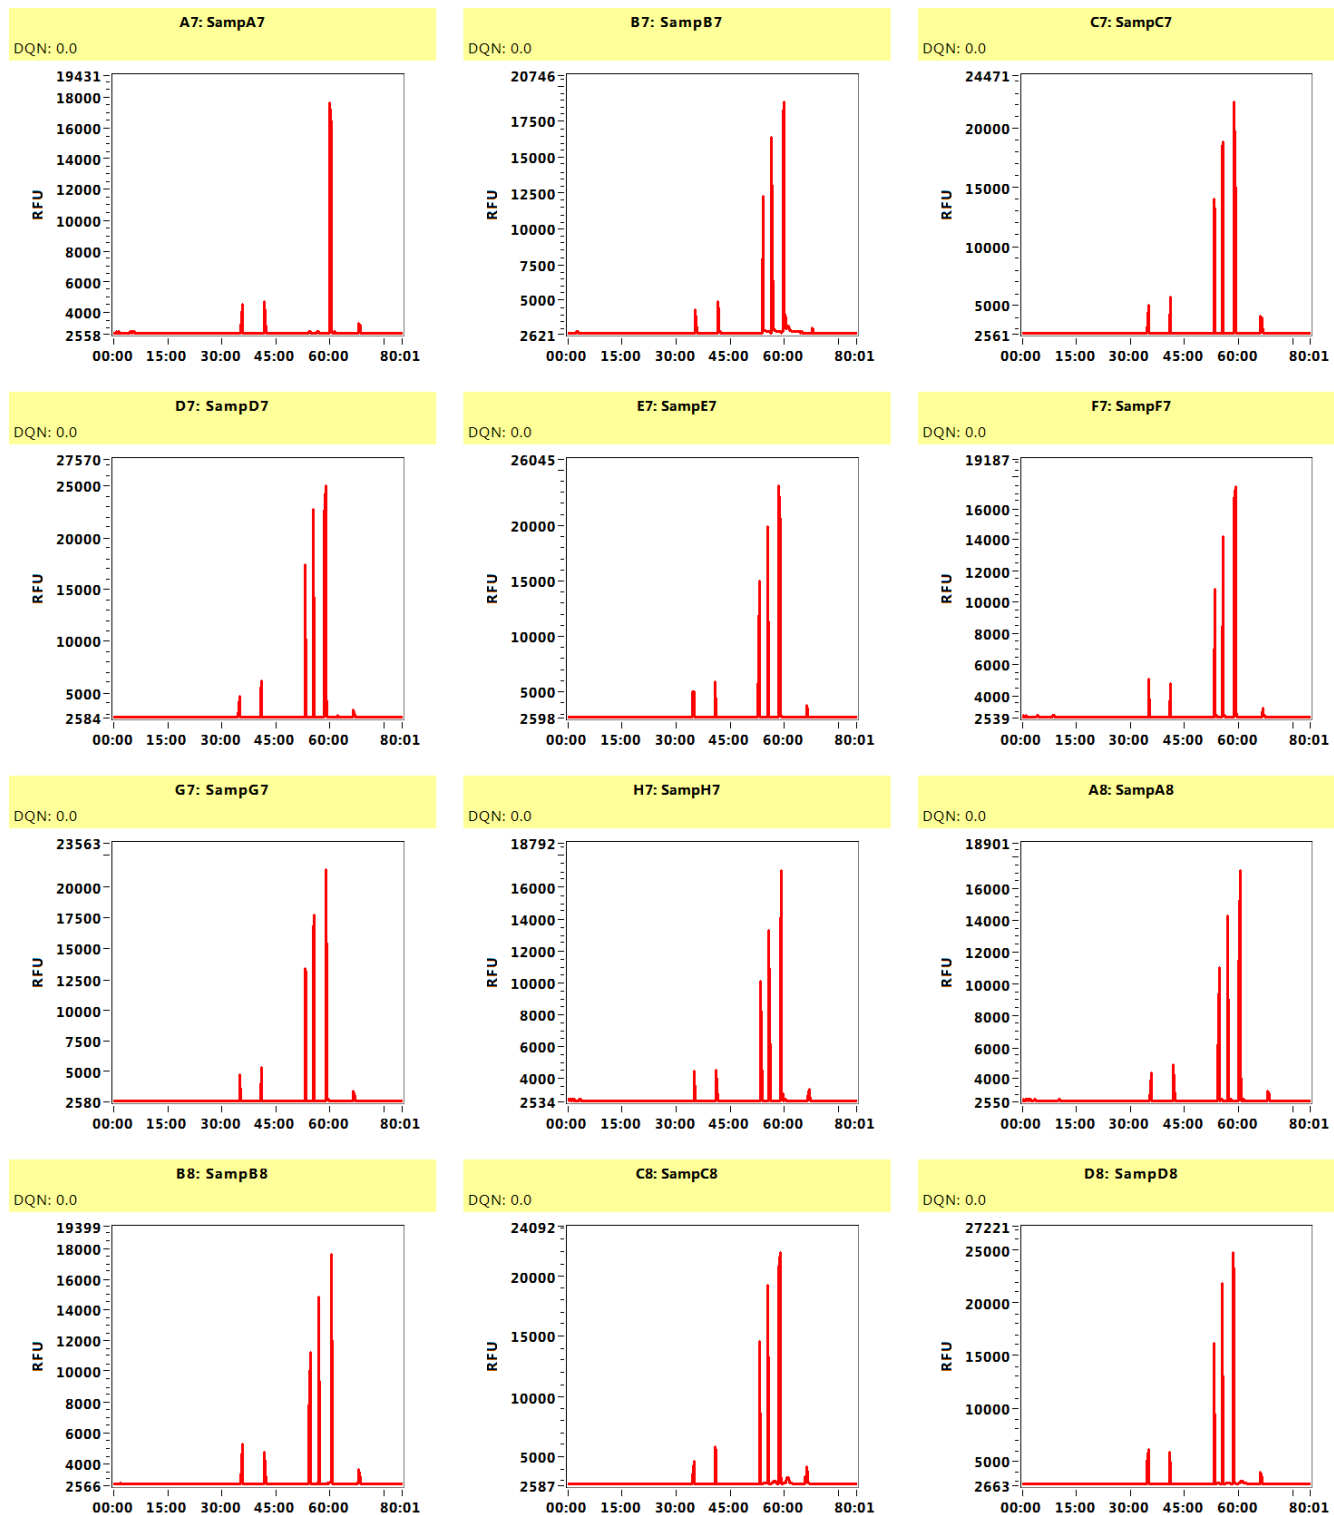 A7: SampA7
DQN: 0.0
19431
18000
16000
14000
12000
10000
8000
6000
4000
2558
RFU
00:00 15:00 30:00 45:00 60:00 80:01
B7: SampB7
DQN: 0.0
20746
17500
15000
12500
10000
7500
5000
2621
RFU
00:00 15:00 30:00 45:00 60:00 80:01
C7: SampC7
DQN: 0.0
24471
20000
15000
10000
5000
2561
RFU
00:00 15:00 30:00 45:00 60:00 80:01
D7: SampD7
DQN: 0.0
27570
25000
20000
15000
10000
5000
2584
RFU
00:00 15:00 30:00 45:00 60:00 80:01
E7: SampE7
DQN: 0.0
26045
20000
15000
10000
5000
2598
RFU
00:00 15:00 30:00 45:00 60:00 80:01
F7: SampF7
DQN: 0.0
19187
16000
14000
12000
10000
8000
6000
4000
2539
RFU
00:00 15:00 30:00 45:00 60:00 80:01
G7: SampG7
DQN: 0.0
23563
20000
17500
15000
12500
10000
7500
5000
2580
RFU
00:00 15:00 30:00 45:00 60:00 80:01
H7: SampH7
DQN: 0.0
18792
16000
14000
12000
10000
8000
6000
4000
2534
RFU
00:00 15:00 30:00 45:00 60:00 80:01
A8: SampA8
DQN: 0.0
18901
16000
14000
12000
10000
8000
6000
4000
2550
RFU
00:00 15:00 30:00 45:00 60:00 80:01
B8: SampB8
DQN: 0.0
19399
18000
16000
14000
12000
10000
8000
6000
4000
2566
RFU
00:00 15:00 30:00 45:00 60:00 80:01
C8: SampC8
DQN: 0.0
24092
20000
15000
10000
5000
2587
RFU
00:00 15:00 30:00 45:00 60:00 80:01
D8: SampD8
DQN: 0.0
27221
25000
20000
15000
10000
5000
2663
RFU
00:00 15:00 30:00 45:00 60:00 80:01